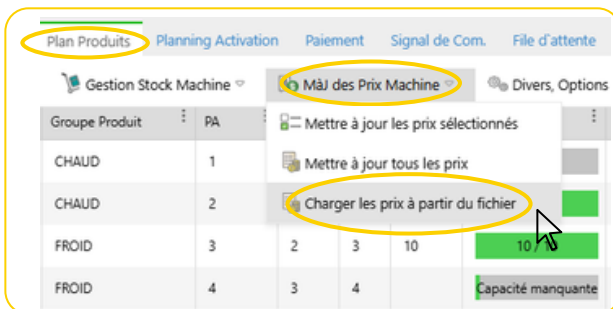 Plan Produits Planning Activation Paiement Signal de Com. File d'attente
Gestion Stock Machine MàJ des Prix Machine Divers, Options
Groupe Produit PA Mettre à jour les prix sélectionnés
CHAUD 1 Mettre à jour tous les prix
CHAUD 2 Charger les prix à partir du fichier
FROID 3 2 3 10 10 / 10
FROID 4 3 4 Capacité manquante